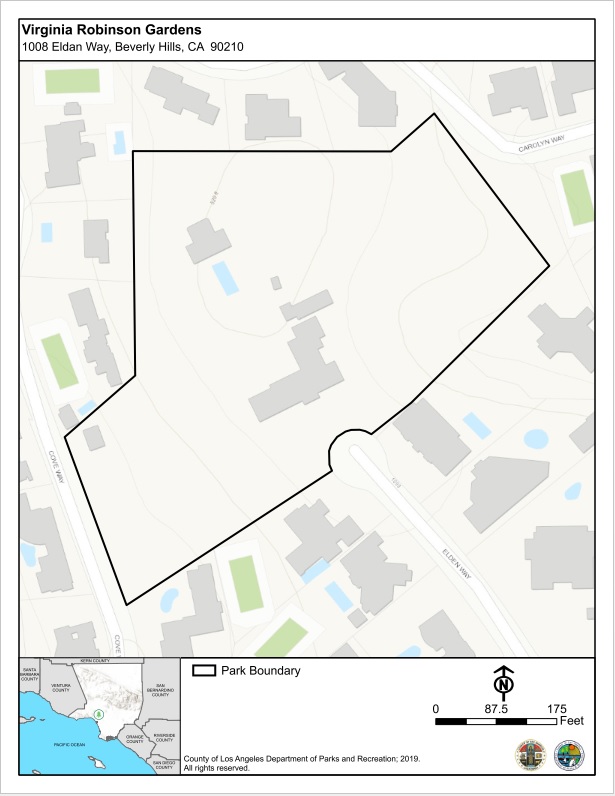 Virginia Robinson Gardens
1008 Eldan Way, Beverly Hills, CA 90210
CAROLYN WAY
COVE WAY
ELDEN WAY
COVE
KERN COUNTY
SANTA
BARBARA
COUNTY
VENTURA
COUNTY
SAN
BERNARDINO
COUNTY
8
ORANGE
COUNTY
RIVERSIDE
COUNTY
PACIFIC OCEAN
SAN DIEGO
COUNTY
Park Boundary
N
0 87.5 175
Feet
County of Los Angeles Department of Parks and Recreation; 2019.
All rights reserved.